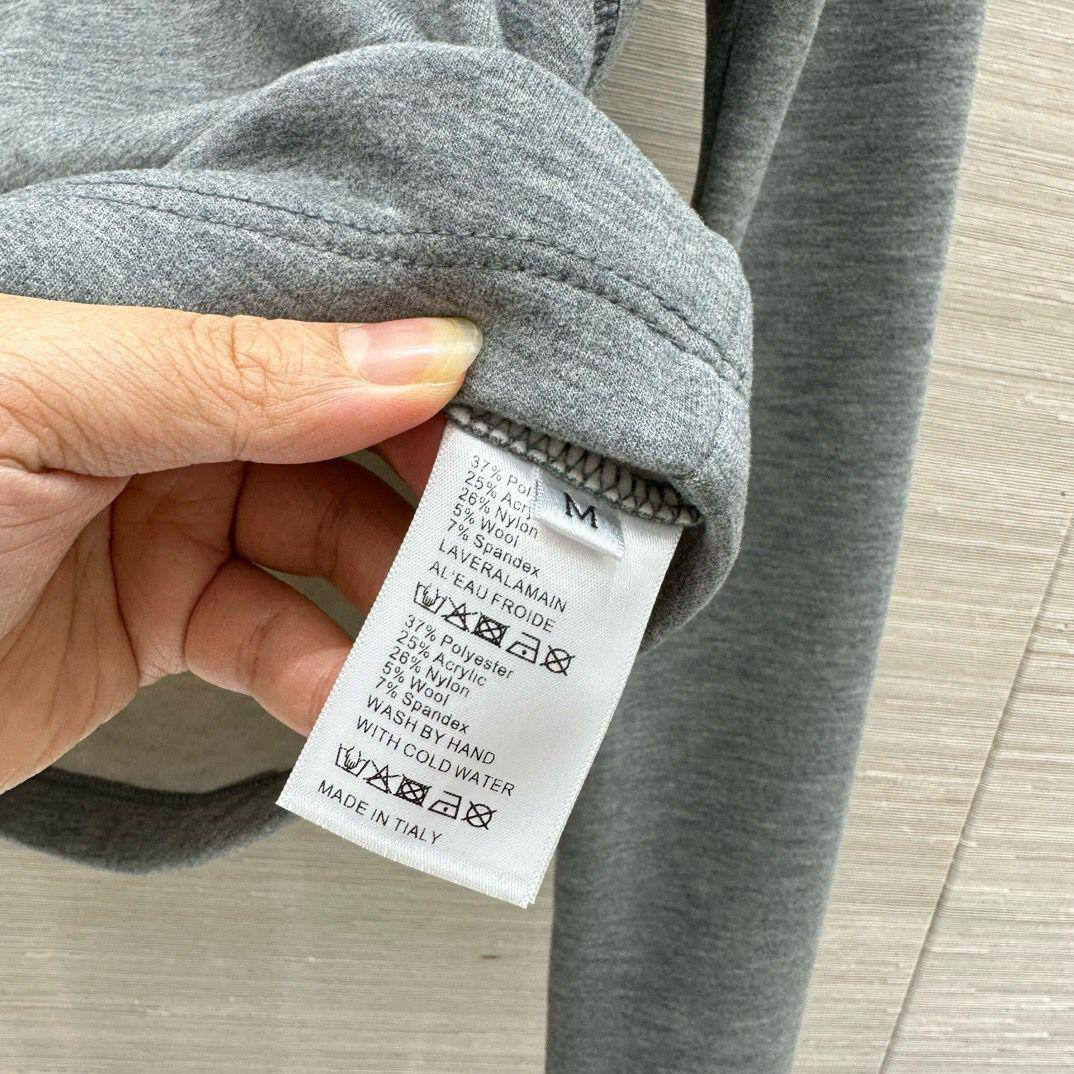 37% Pol
25% Acry
26% Nylon
5% Wool
7% Spandex
LAVERALAMAIN
AL'EAU FROIDE
37% Polyester
25% Acrylic
26% Nylon
5% Wool
7% Spandex
WASH BY HAND
WITH COLD WATER
MADE IN TIALY
M